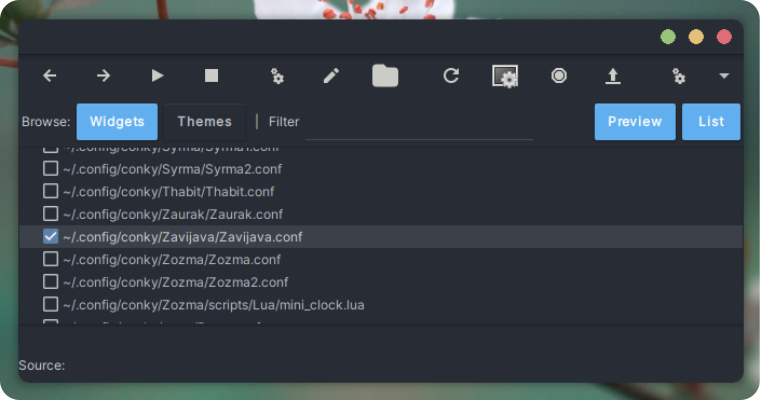 Browse: Widgets Themes | Filter Preview List
~/.config/conky/Syrma/Syrma1.conf
~/.config/conky/Syrma/Syrma2.conf
~/.config/conky/Thabit/Thabit.conf
~/.config/conky/Zaurak/Zaurak.conf
~/.config/conky/Zavijava/Zavijava.conf
~/.config/conky/Zozma/Zozma.conf
~/.config/conky/Zozma/Zozma2.conf
~/.config/conky/Zozma/scripts/Lua/mini_clock.lua
Source: